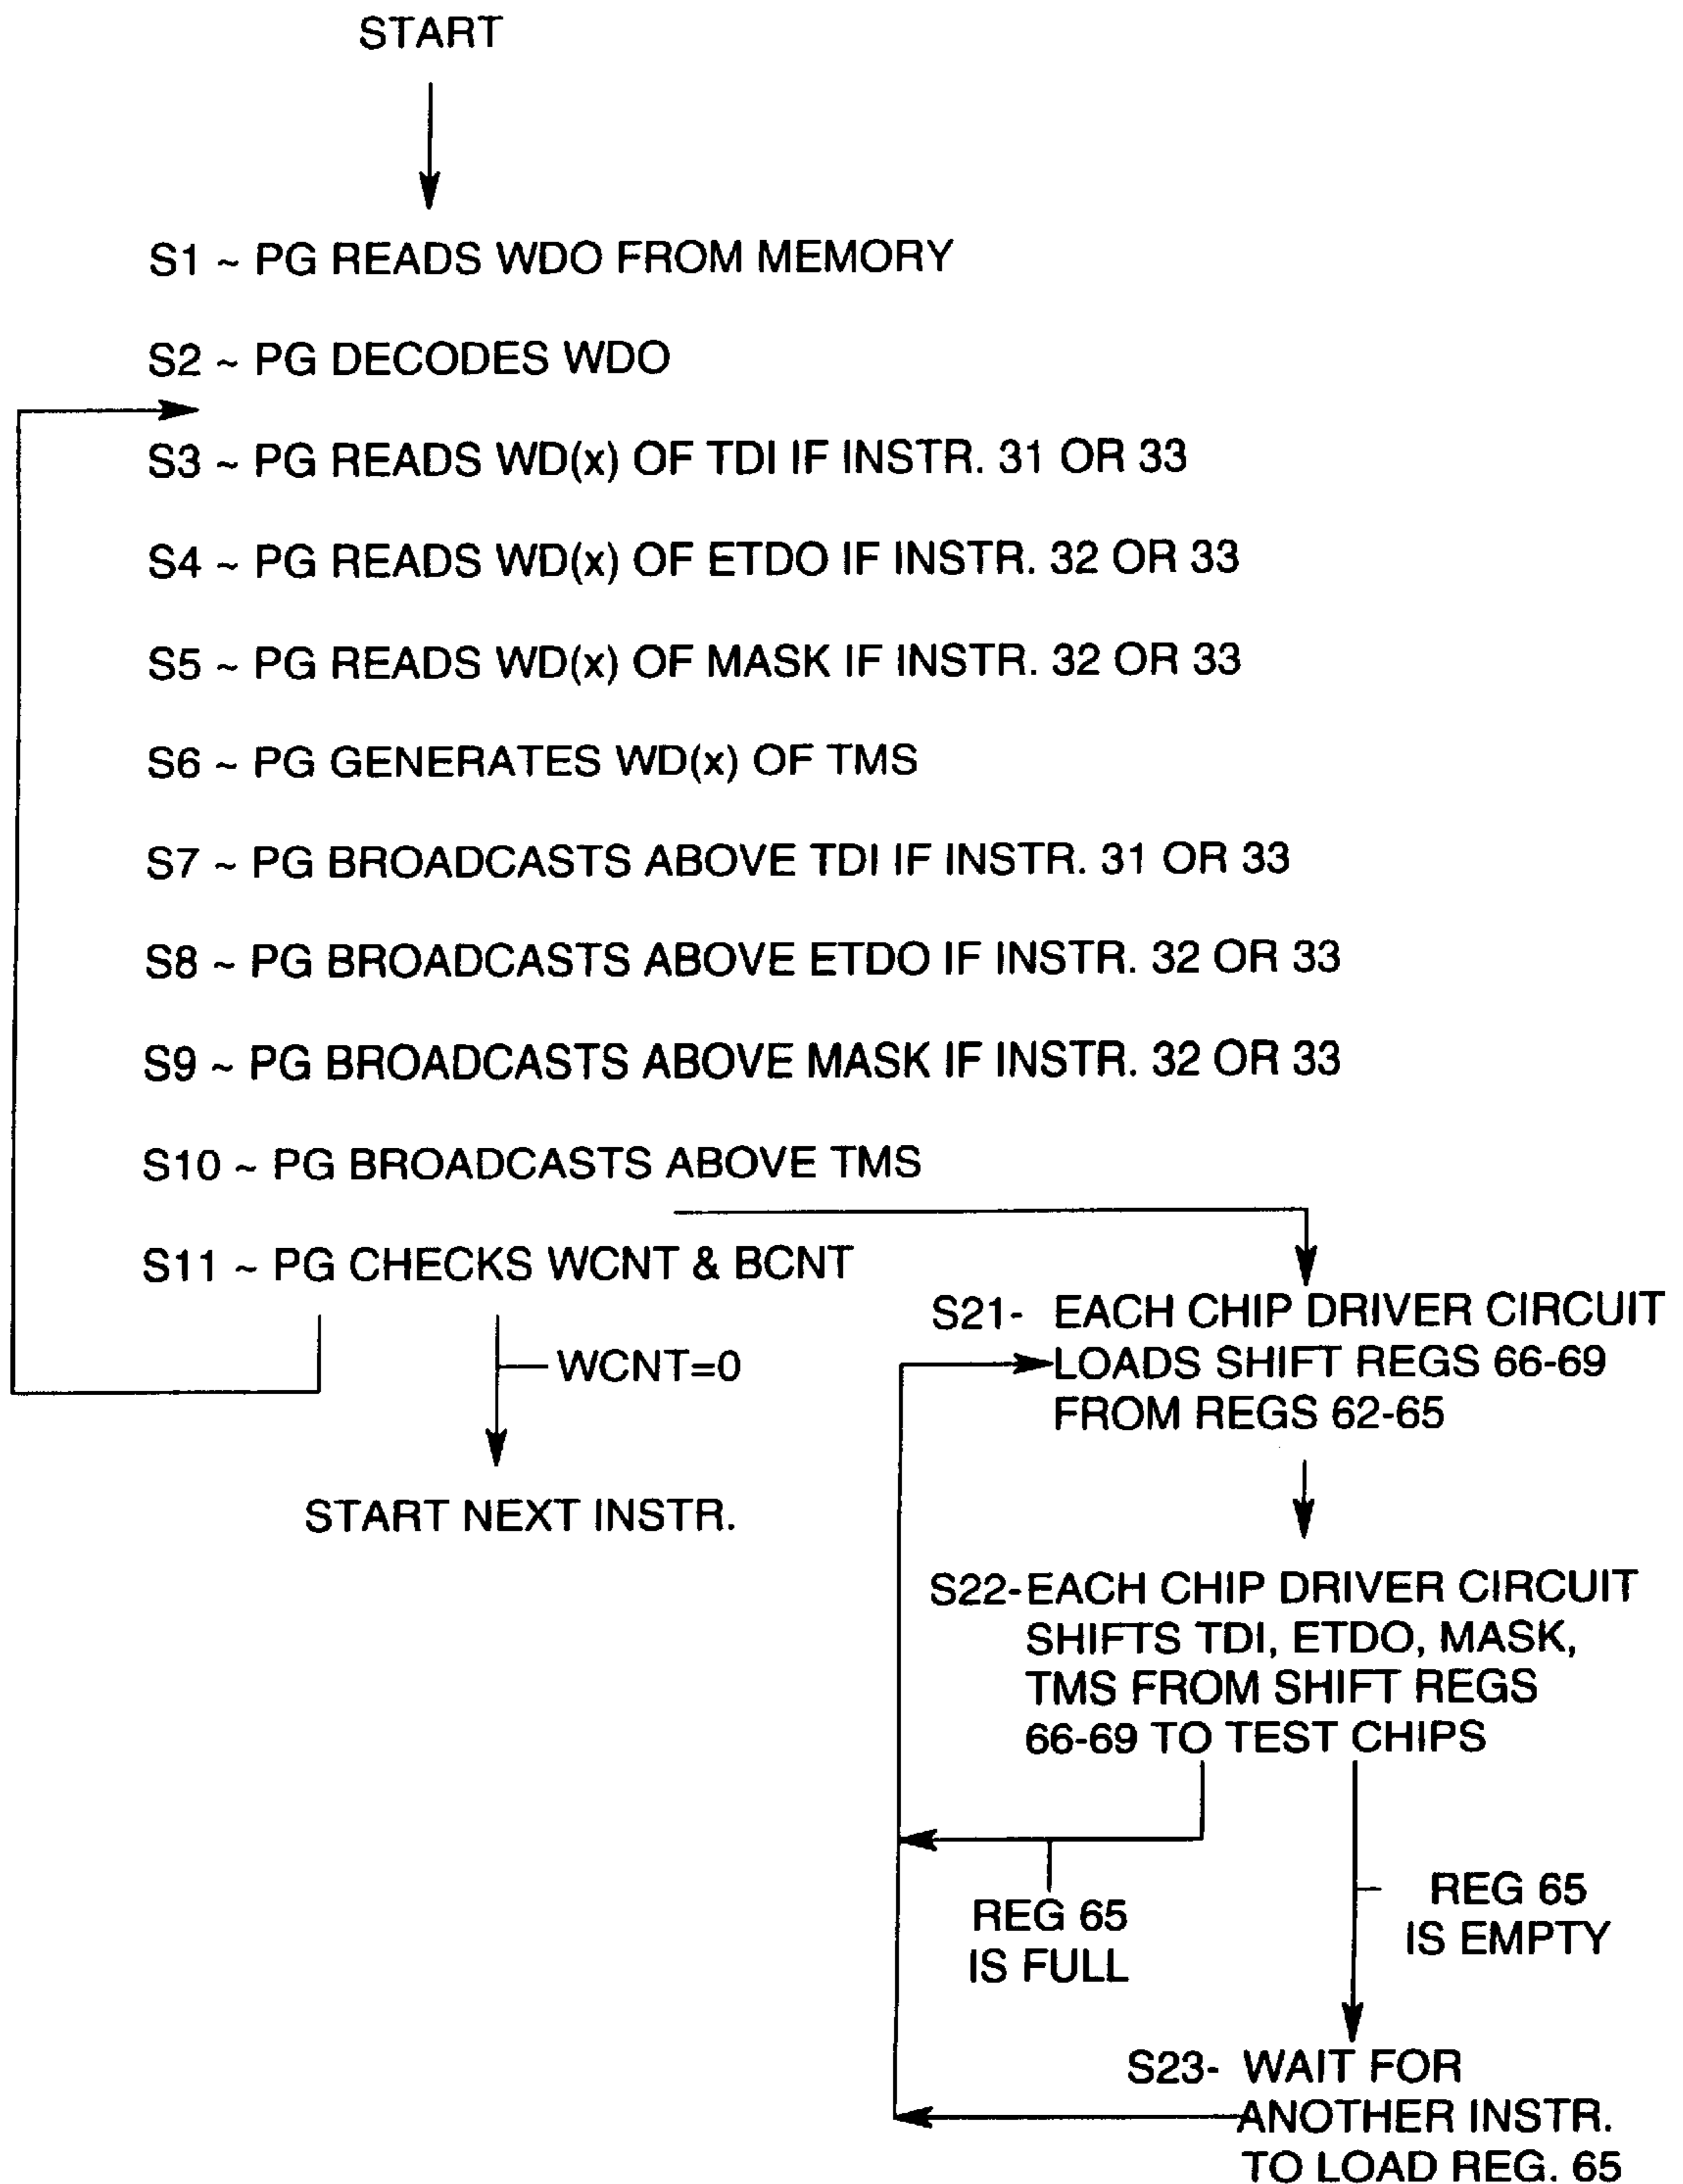 START
S1 ~ PG READS WDO FROM MEMORY
S2 ~ PG DECODES WDO
S3 ~ PG READS WD(x) OF TDI IF INSTR. 31 OR 33
S4 ~ PG READS WD(x) OF ETDO IF INSTR. 32 OR 33
S5 ~ PG READS WD(x) OF MASK IF INSTR. 32 OR 33
S6 ~ PG GENERATES WD(x) OF TMS
S7 ~ PG BROADCASTS ABOVE TDI IF INSTR. 31 OR 33
S8 ~ PG BROADCASTS ABOVE ETDO IF INSTR. 32 OR 33
S9 ~ PG BROADCASTS ABOVE MASK IF INSTR. 32 OR 33
S10 ~ PG BROADCASTS ABOVE TMS
S11 ~ PG CHECKS WCNT & BCNT
WCNT=0
START NEXT INSTR.
S21- EACH CHIP DRIVER CIRCUIT
LOADS SHIFT REGS 66-69
FROM REGS 62-65
S22-EACH CHIP DRIVER CIRCUIT
SHIFTS TDI, ETDO, MASK,
TMS FROM SHIFT REGS
66-69 TO TEST CHIPS
REG 65
IS FULL
REG 65
IS EMPTY
S23- WAIT FOR
ANOTHER INSTR.
TO LOAD REG. 65